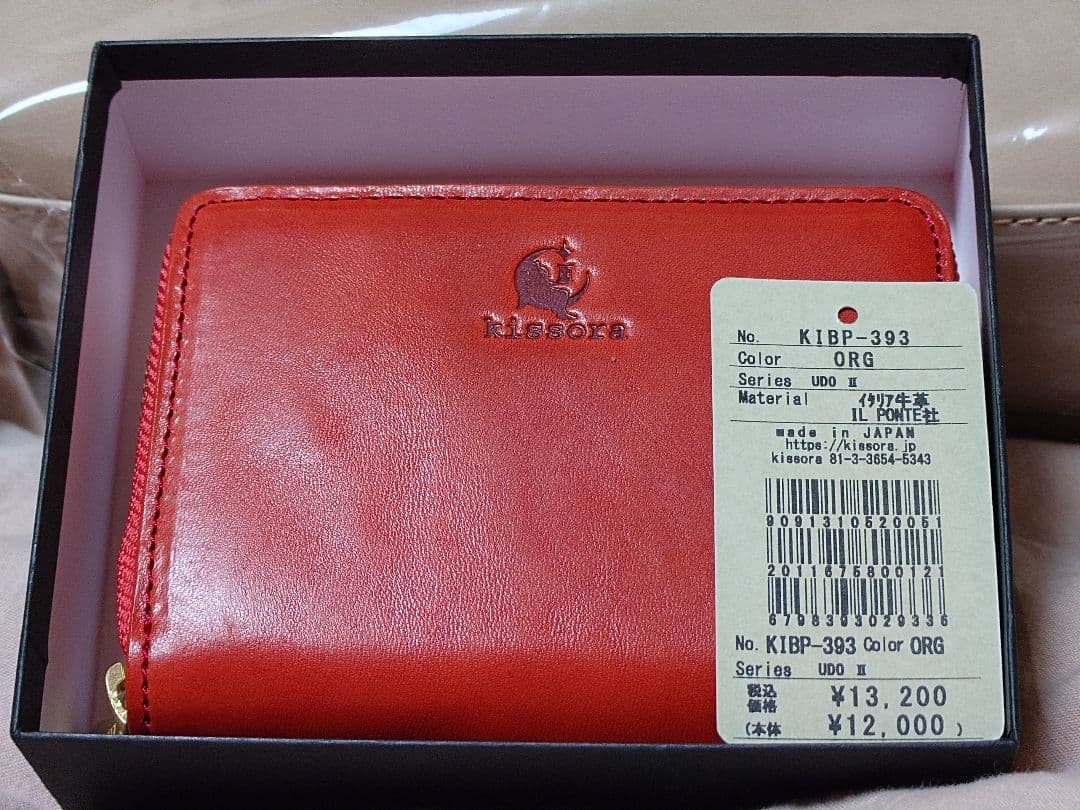 kissora
No. KIBP-393
Color ORG
Series UDO Ⅱ
Material イタリア牛革
IL PONTE社
made in JAPAN
https://kissora.jp
kissora 81-3-3654-5343
9091310520051
2011675800121
6798393029336
No. KIBP-393 Color ORG
Series UDO Ⅱ
税込価格 ¥13,200
(本体 ¥12,000 )